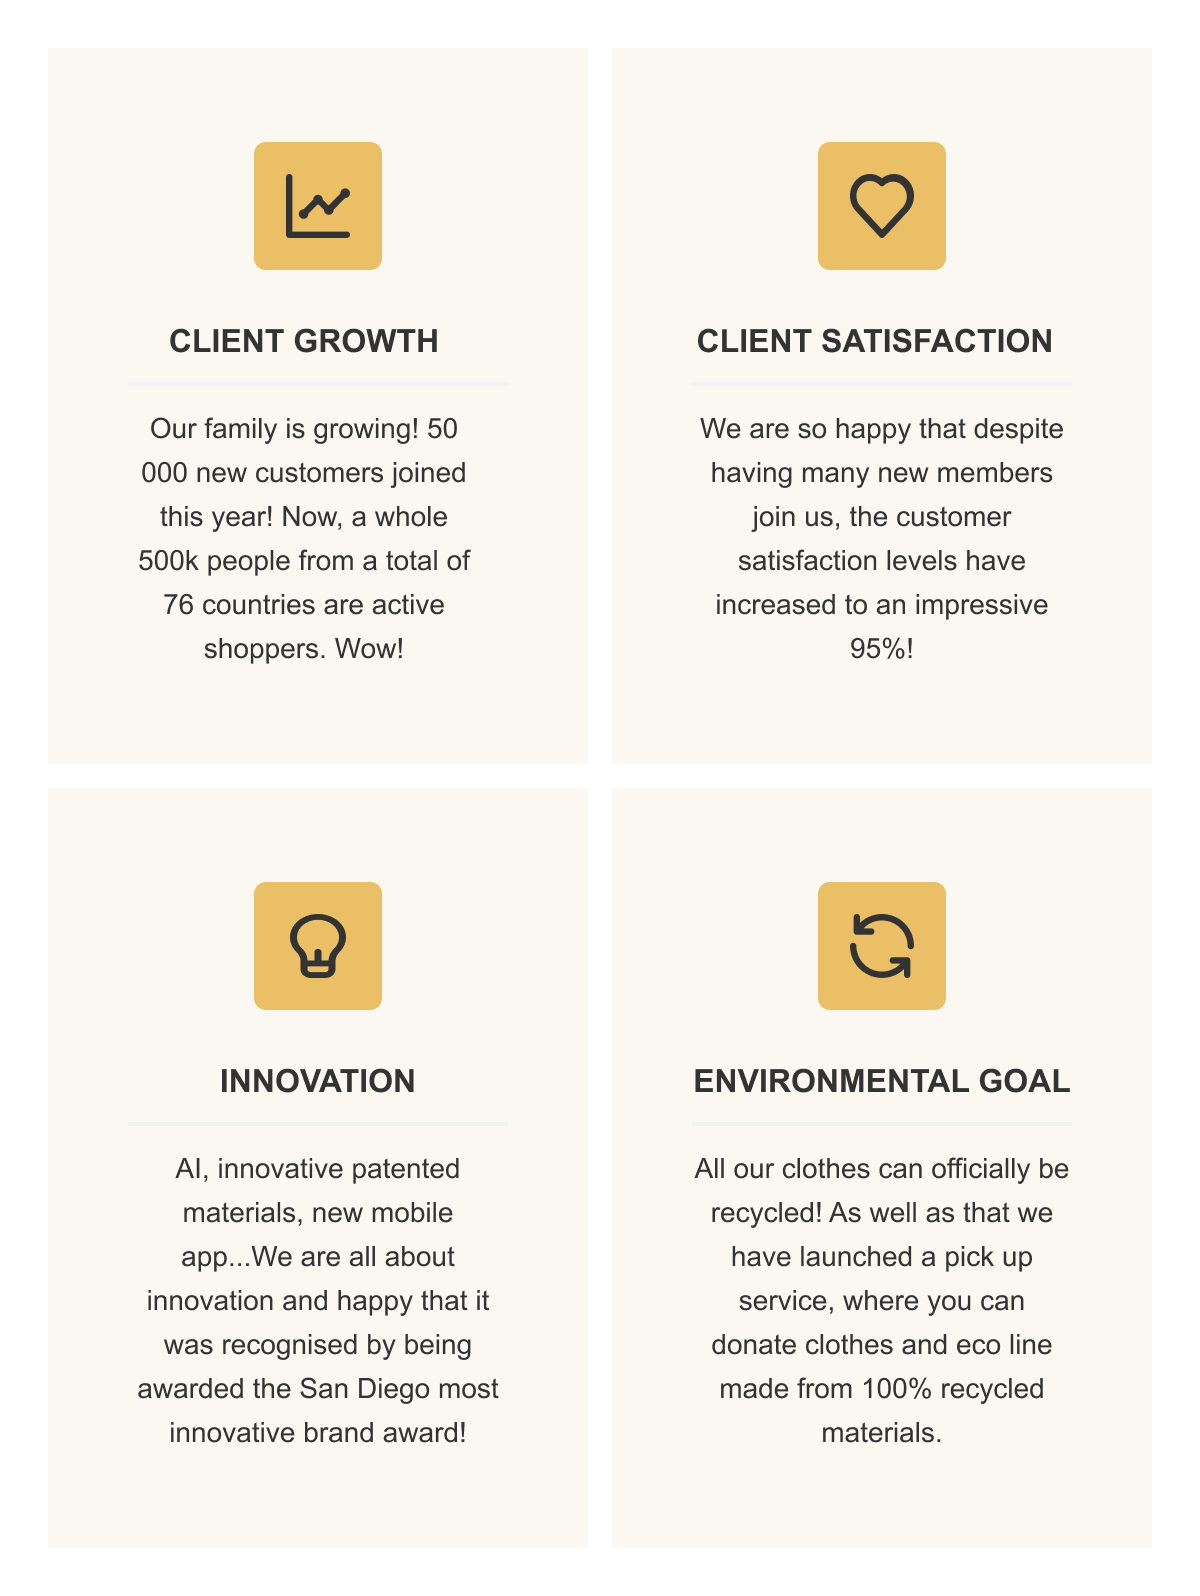 CLIENT GROWTH
Our family is growing! 50
000 new customers joined
this year! Now, a whole
500k people from a total of
76 countries are active
shoppers. Wow!
CLIENT SATISFACTION
We are so happy that despite
having many new members
join us, the customer
satisfaction levels have
increased to an impressive
95%!
INNOVATION
AI, innovative patented
materials, new mobile
app...We are all about
innovation and happy that it
was recognised by being
awarded the San Diego most
innovative brand award!
ENVIRONMENTAL GOAL
All our clothes can officially be
recycled! As well as that we
have launched a pick up
service, where you can
donate clothes and eco line
made from 100% recycled
materials.